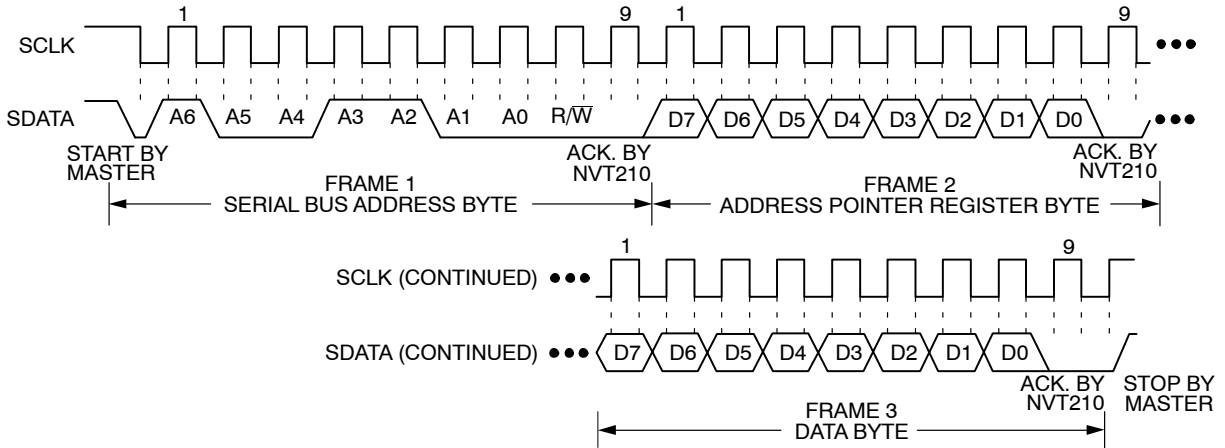 1 9 1 9
SCLK •••
SDATA A6 A5 A4 A3 A2 A1 A0 R/W̅ D7 D6 D5 D4 D3 D2 D1 D0 •••
START BY
MASTER
ACK. BY
NVT210
ACK. BY
NVT210
FRAME 1
SERIAL BUS ADDRESS BYTE
FRAME 2
ADDRESS POINTER REGISTER BYTE
1 9
SCLK (CONTINUED) •••
SDATA (CONTINUED) ••• D7 D6 D5 D4 D3 D2 D1 D0
ACK. BY
NVT210
STOP BY
MASTER
FRAME 3
DATA BYTE